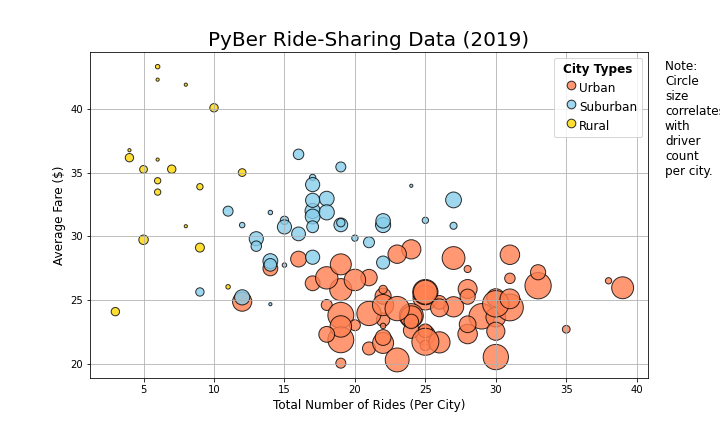 PyBer Ride-Sharing Data (2019)
Average Fare ($)
40
35
30
25
20
5
10
15
20
25
30
35
40
Total Number of Rides (Per City)
City Types
Urban
Suburban
Rural
Note:
Circle
size
correlates
with
driver
count
per city.